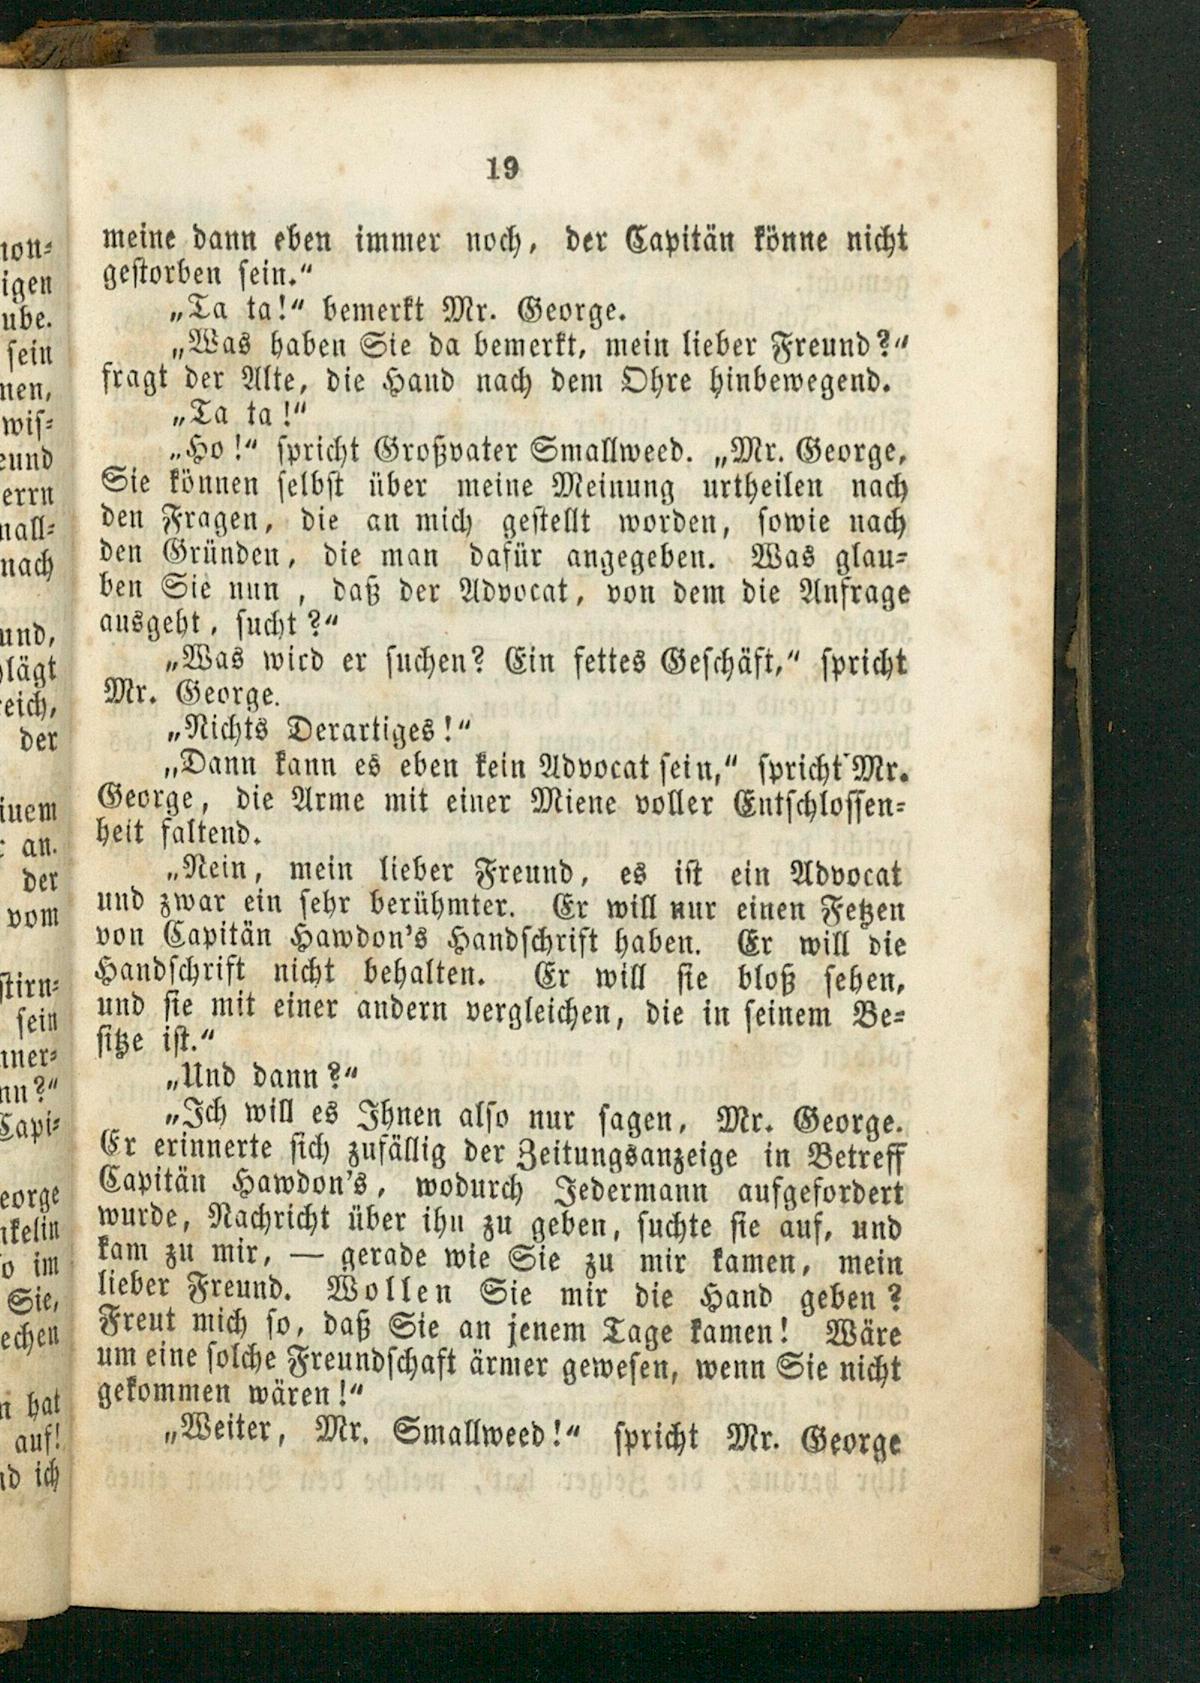 19
meine dann eben immer noch, der Capitän könne nicht
gestorben sein.“
„Ta ta!“ bemerkt Mr. George.
„Was haben Sie da bemerkt, mein lieber Freund?“
fragt der Alte, die Hand nach dem Ohre hinbewegend.
„Ta ta!“
„Ho!“ spricht Großvater Smallweed. „Mr. George,
Sie können selbst über meine Meinung urtheilen nach
den Fragen, die an mich gestellt worden, sowie nach
den Gründen, die man dafür angegeben. Was glau-
ben Sie nun, daß der Advocat, von dem die Anfrage
ausgeht, sucht?“
„Was wird er suchen? Ein fettes Geschäft,“ spricht
Mr. George.
„Nichts Derartiges!“
„Dann kann es eben kein Advocat sein,“ spricht Mr.
George, die Arme mit einer Miene voller Entschlossen-
heit faltend.
„Nein, mein lieber Freund, es ist ein Advocat
und zwar ein sehr berühmter. Er will nur einen Fetzen
von Capitän Hawdon's Handschrift haben. Er will die
Handschrift nicht behalten. Er will sie bloß sehen,
und sie mit einer andern vergleichen, die in seinem Be-
sitze ist.“
„Und dann?“
„Ich will es Ihnen also nur sagen, Mr. George.
Er erinnerte sich zufällig der Zeitungsanzeige in Betreff
Capitän Hawdon's, wodurch Jedermann aufgefordert
wurde, Nachricht über ihn zu geben, suchte sie auf, und
kam zu mir, — gerade wie Sie zu mir kamen, mein
lieber Freund. Wollen Sie mir die Hand geben?
Freut mich so, daß Sie an jenem Tage kamen! Wäre
um eine solche Freundschaft ärmer gewesen, wenn Sie nicht
gekommen wären!“
„Weiter, Mr. Smallweed!“ spricht Mr. George